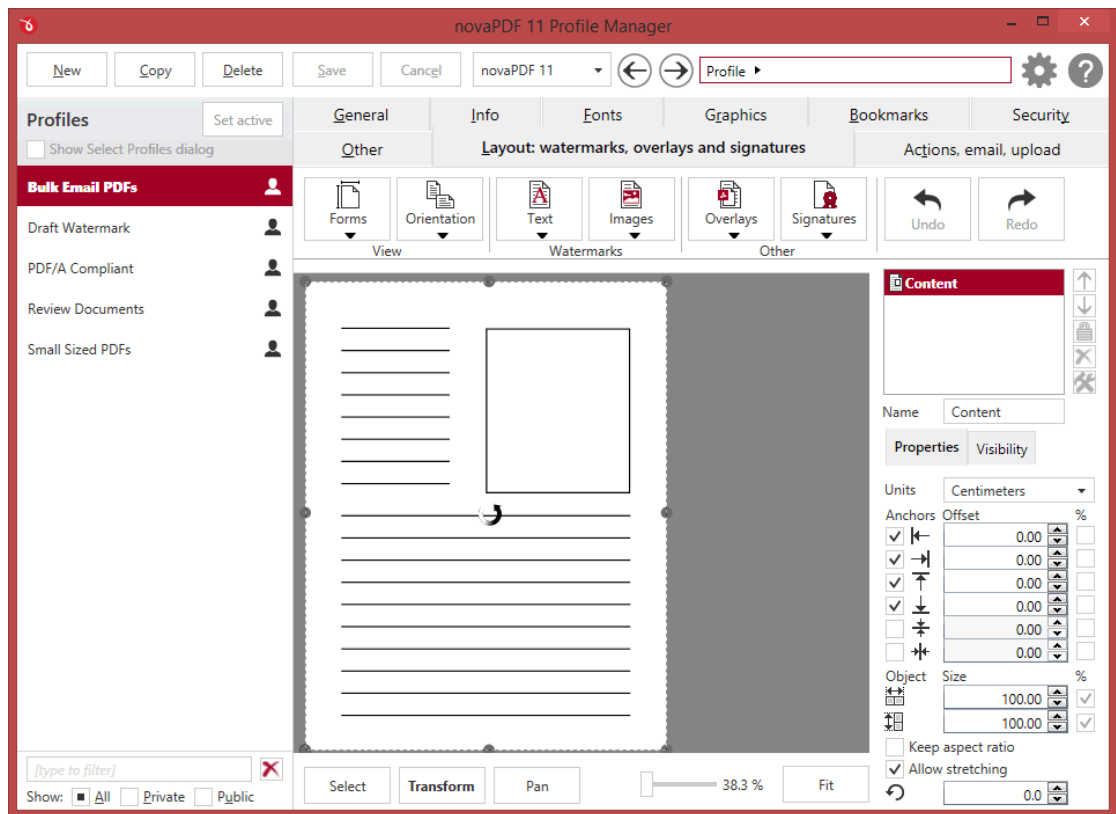 novaPDF 11 Profile Manager
New Copy Delete Save Cancel novaPDF 11 Profile
Profiles Set active
Show Select Profiles dialog
General Info Fonts Graphics Bookmarks Security
Other Layout: watermarks, overlays and signatures Actions, email, upload
Bulk Email PDFs
Draft Watermark
PDF/A Compliant
Review Documents
Small Sized PDFs
Forms Orientation Text Images Overlays Signatures Undo Redo
View Watermarks Other
Content
Name Content
Properties Visibility
Units Centimeters
Anchors Offset %
0.00
0.00
0.00
0.00
0.00
0.00
Object Size %
100.00
100.00
Keep aspect ratio
Allow stretching
0.0
[type to filter]
Show: All Private Public
Select Transform Pan 38.3 % Fit